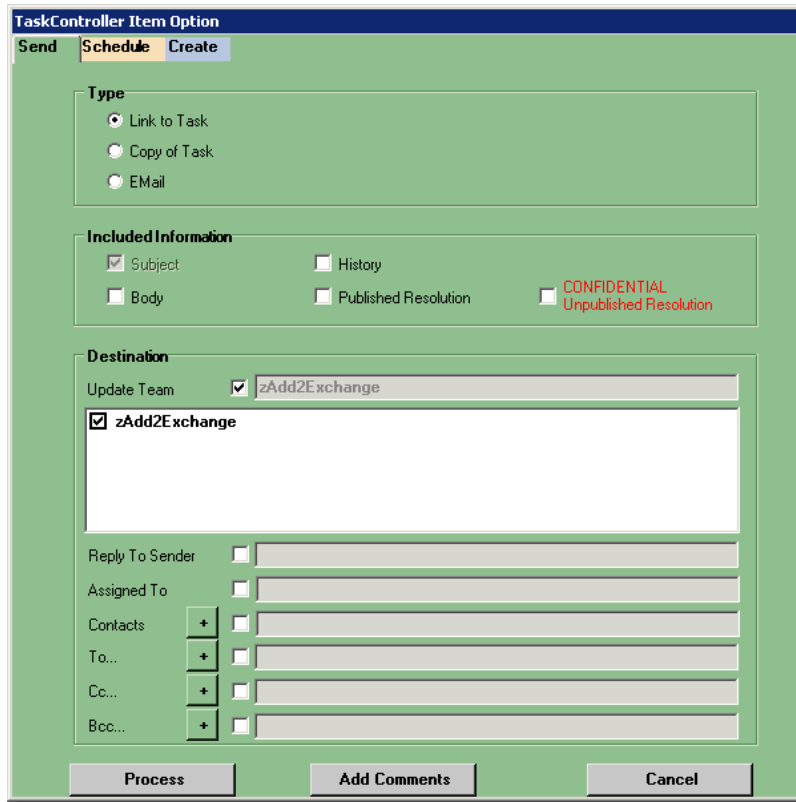 TaskController Item Option
Send Schedule Create
Type
Link to Task
Copy of Task
EMail
Included Information
Subject History
Body Published Resolution CONFIDENTIAL
Unpublished Resolution
Destination
Update Team zAdd2Exchange
zAdd2Exchange
Reply To Sender
Assigned To
Contacts +
To... +
Cc... +
Bcc... +
Process Add Comments Cancel